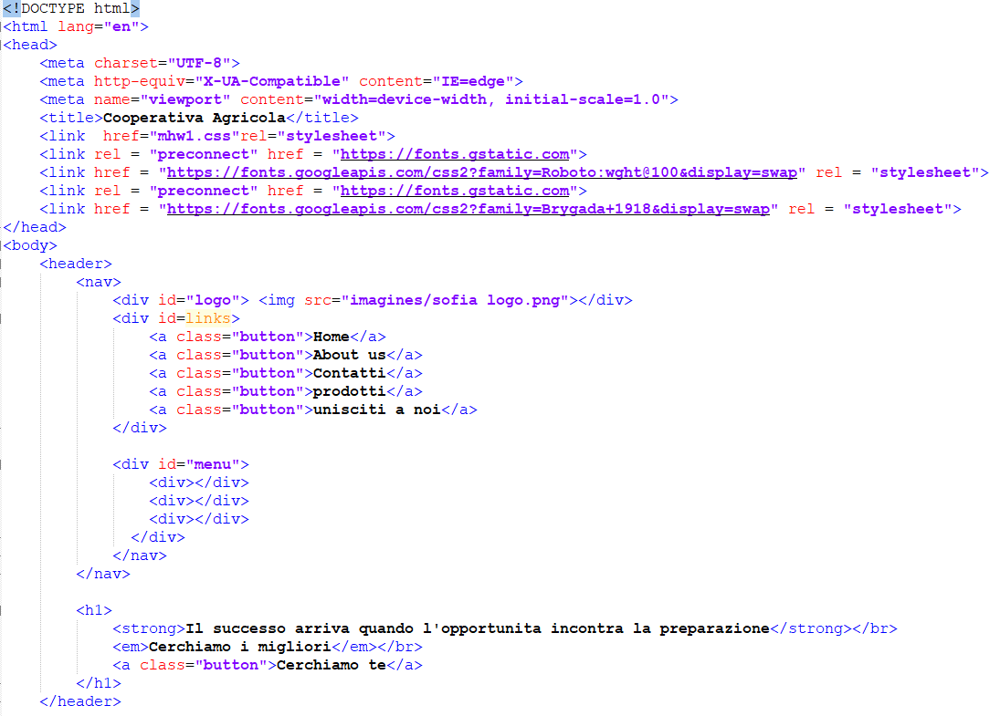 <!DOCTYPE html>
<html lang="en">
<head>
    <meta charset="UTF-8">
    <meta http-equiv="X-UA-Compatible" content="IE=edge">
    <meta name="viewport" content="width=device-width, initial-scale=1.0">
    <title>Cooperativa Agricola</title>
    <link  href="mhw1.css"rel="stylesheet">
    <link rel = "preconnect" href = "https://fonts.gstatic.com">
    <link href = "https://fonts.googleapis.com/css2?family=Roboto:wght@100&display=swap" rel = "stylesheet">
    <link rel = "preconnect" href = "https://fonts.gstatic.com">
    <link href = "https://fonts.googleapis.com/css2?family=Brygada+1918&display=swap" rel = "stylesheet">
</head>
<body>
    <header>
        <nav>
            <div id="logo"> <img src="imagines/sofia logo.png"></div>
            <div id=links>
                <a class="button">Home</a>
                <a class="button">About us</a>
                <a class="button">Contatti</a>
                <a class="button">prodotti</a>
                <a class="button">unisciti a noi</a>
            </div>

            <div id="menu">
                <div></div>
                <div></div>
                <div></div>
              </div>
            </nav>
        </nav>

        <h1>
            <strong>Il successo arriva quando l'opportunita incontra la preparazione</strong></br>
            <em>Cerchiamo i migliori</em></br>
            <a class="button">Cerchiamo te</a>
        </h1>
    </header>